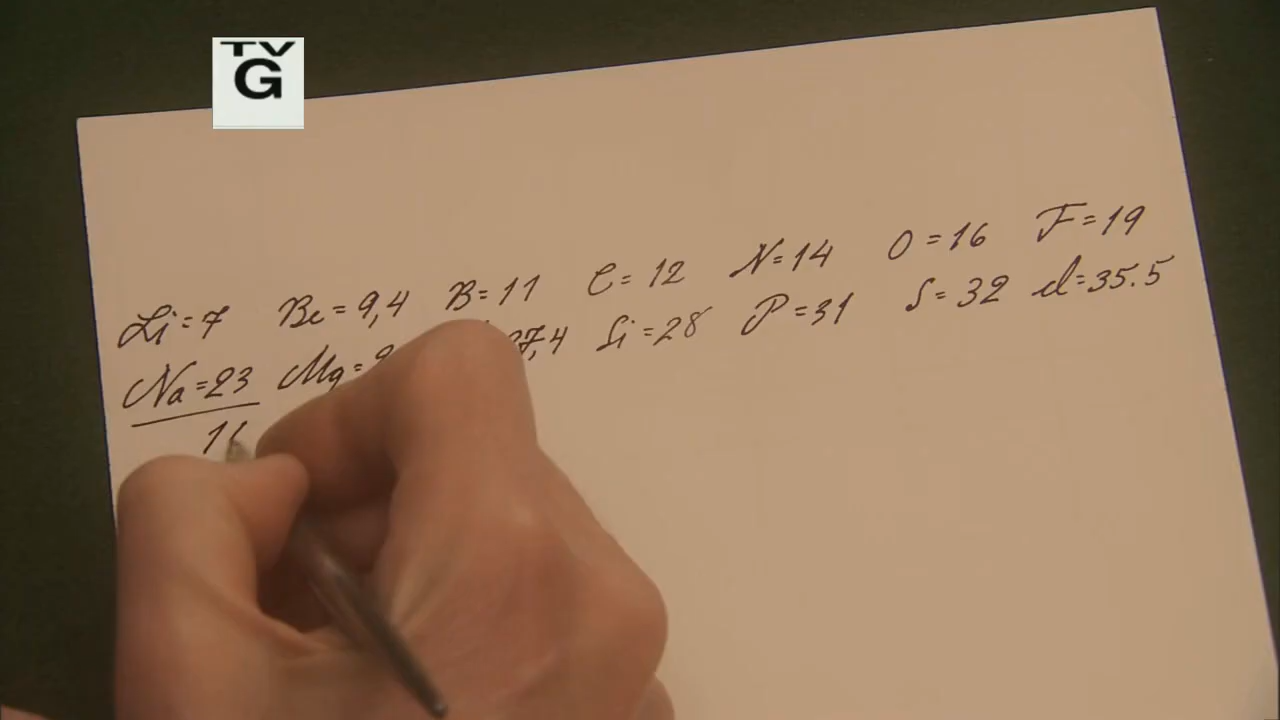 TV
G
Li=7 Be=9,4 B=11 C=12 N=14 O=16 F=19
Na=23 Mg= 27,4 Si=28 P=31 S=32 Cl=35.5
16